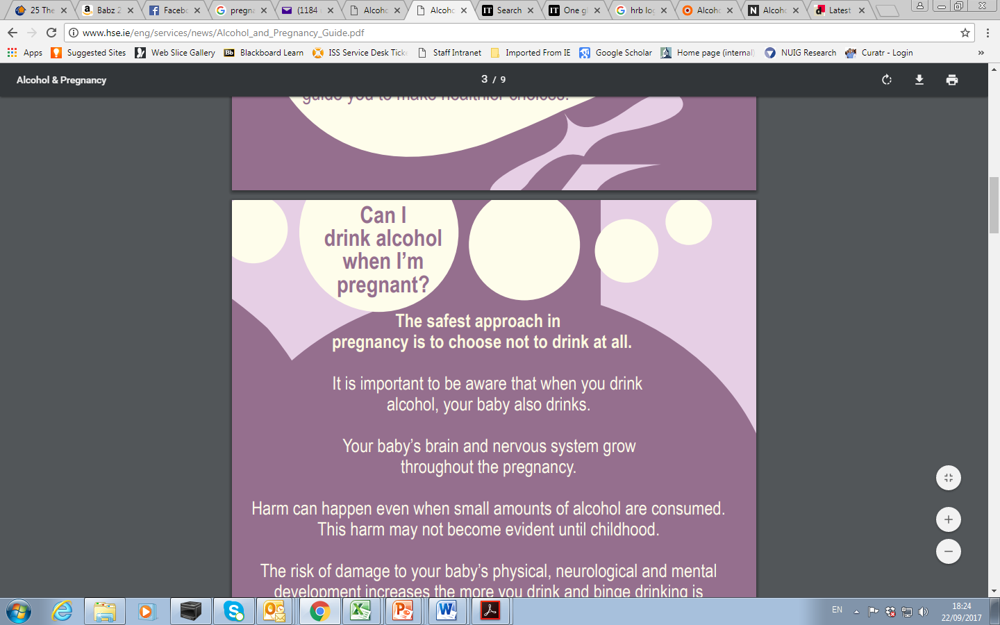 25 The
Babz 2
Facebo
pregna
(1184
Alcoho
Alcoho
Search
One g
hrb log
Alcoho
Alcoho
Latest
www.hse.ie/eng/services/news/Alcohol_and_Pregnancy_Guide.pdf
Apps
Suggested Sites
Web Slice Gallery
Blackboard Learn
ISS Service Desk Ticke
Staff Intranet
Imported From IE
Google Scholar
Home page (internal)
NUIG Research
Curatr - Login
»
Alcohol & Pregnancy
3 / 9
guide you to make healthier choices.
Can I
drink alcohol
when I'm
pregnant?
The safest approach in
pregnancy is to choose not to drink at all.
It is important to be aware that when you drink
alcohol, your baby also drinks.
Your baby's brain and nervous system grow
throughout the pregnancy.
Harm can happen even when small amounts of alcohol are consumed.
This harm may not become evident until childhood.
The risk of damage to your baby's physical, neurological and mental
development increases the more you drink and binge drinking is
EN
18:24
22/09/2017